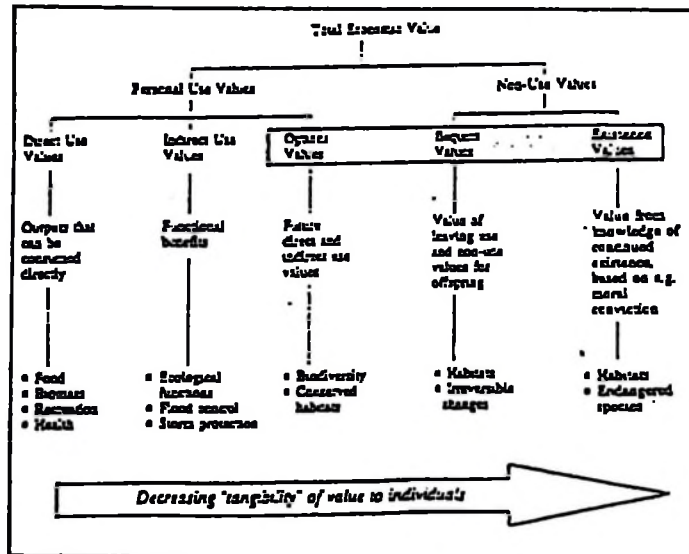 Total Economic Value
Personal Use Values
Non-Use Values
Direct Use
Values
Indirect Use
Values
Option
Values
Bequest
Values
Existence
Values
Outputs that
can be
consumed
directly
Functional
benefits
Future
direct and
indirect use
values
Value of
leaving use
and non-use
values for
offspring
Value from
knowledge of
continued
existence,
based on e.g.
moral
conviction
• Food
• Biomass
• Recreation
• Health
• Ecological
functions
• Flood control
• Storm protection
• Biodiversity
• Conserved
habitats
• Habitats
• Irreversible
changes
• Habitats
• Endangered
species
Decreasing "tangibility" of value to individuals